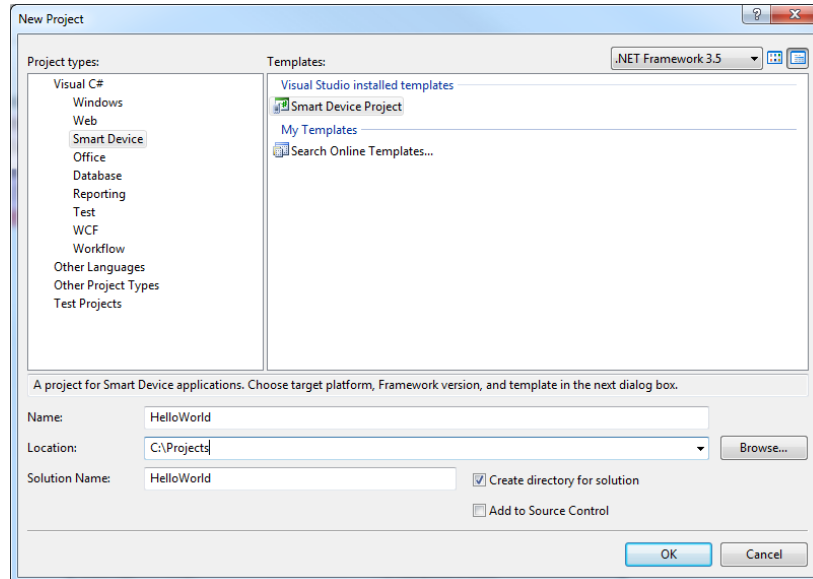 New Project
Project types:
Templates:
.NET Framework 3.5
Visual C#
Windows
Web
Smart Device
Office
Database
Reporting
Test
WCF
Workflow
Other Languages
Other Project Types
Test Projects
Visual Studio installed templates
Smart Device Project
My Templates
Search Online Templates...
A project for Smart Device applications. Choose target platform, Framework version, and template in the next dialog box.
Name:
HelloWorld
Location:
C:\Projects
Browse...
Solution Name:
HelloWorld
Create directory for solution
Add to Source Control
OK
Cancel